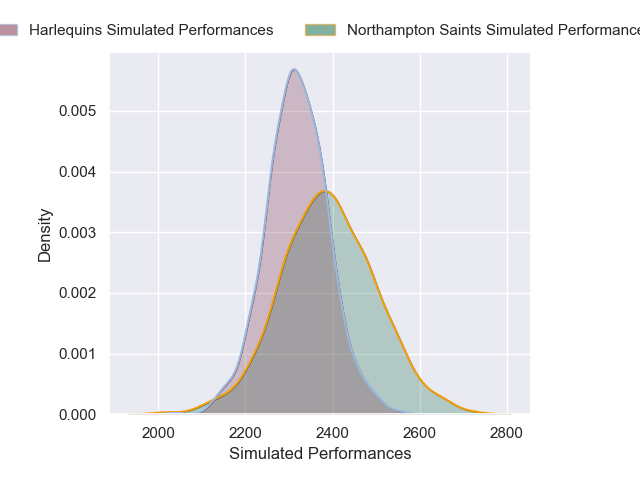 Harlequins Simulated Performances
Northampton Saints Simulated Performance
0.005
0.004
0.003
0.002
0.001
0.000
Density
2000 2200 2400 2600 2800
Simulated Performances